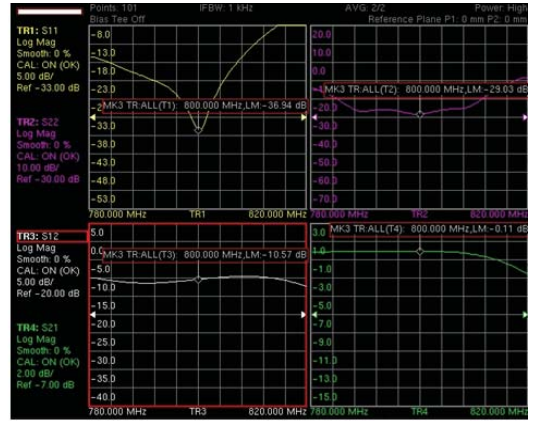 Points: 101 IFBW: 1 kHz AVG: 2/2 Power: High
Bias Tee Off Reference Plane P1: 0 mm P2: 0 mm
TR1: S11
Log Mag
Smooth: 0 %
CAL: ON (OK)
5.00 dB/
Ref -33.00 dB
TR2: S22
Log Mag
Smooth: 0 %
CAL: ON (OK)
10.00 dB/
Ref -30.00 dB
TR3: S12
Log Mag
Smooth: 0 %
CAL: ON (OK)
5.00 dB/
Ref -20.00 dB
TR4: S21
Log Mag
Smooth: 0 %
CAL: ON (OK)
2.00 dB/
Ref -7.00 dB
-8.0
-13.0
-18.0
-23.0
MK3 TR:ALL(T1): 800.000 MHz,LM:-36.94 dB
-33.0
-38.0
-43.0
-48.0
-53.0
780.000 MHz TR1 820.000 MHz
20.0
10.0
0.0
MK3 TR:ALL(T2): 800.000 MHz,LM:-29.03 dB
-20.0
-40.0
-50.0
-60.0
-70.0
780.000 MHz TR2 820.000 MHz
5.0
0.0
MK3 TR:ALL(T3): 800.000 MHz,LM:-10.57 dB
-5.0
-10.0
-15.0
-20.0
-25.0
-30.0
-35.0
-40.0
780.000 MHz TR3 820.000 MHz
3.0
MK3 TR:ALL(T4): 800.000 MHz,LM:-0.11 dB
1.0
-1.0
-3.0
-5.0
-7.0
-9.0
-11.0
-13.0
-15.0
780.000 MHz TR4 820.000 MHz